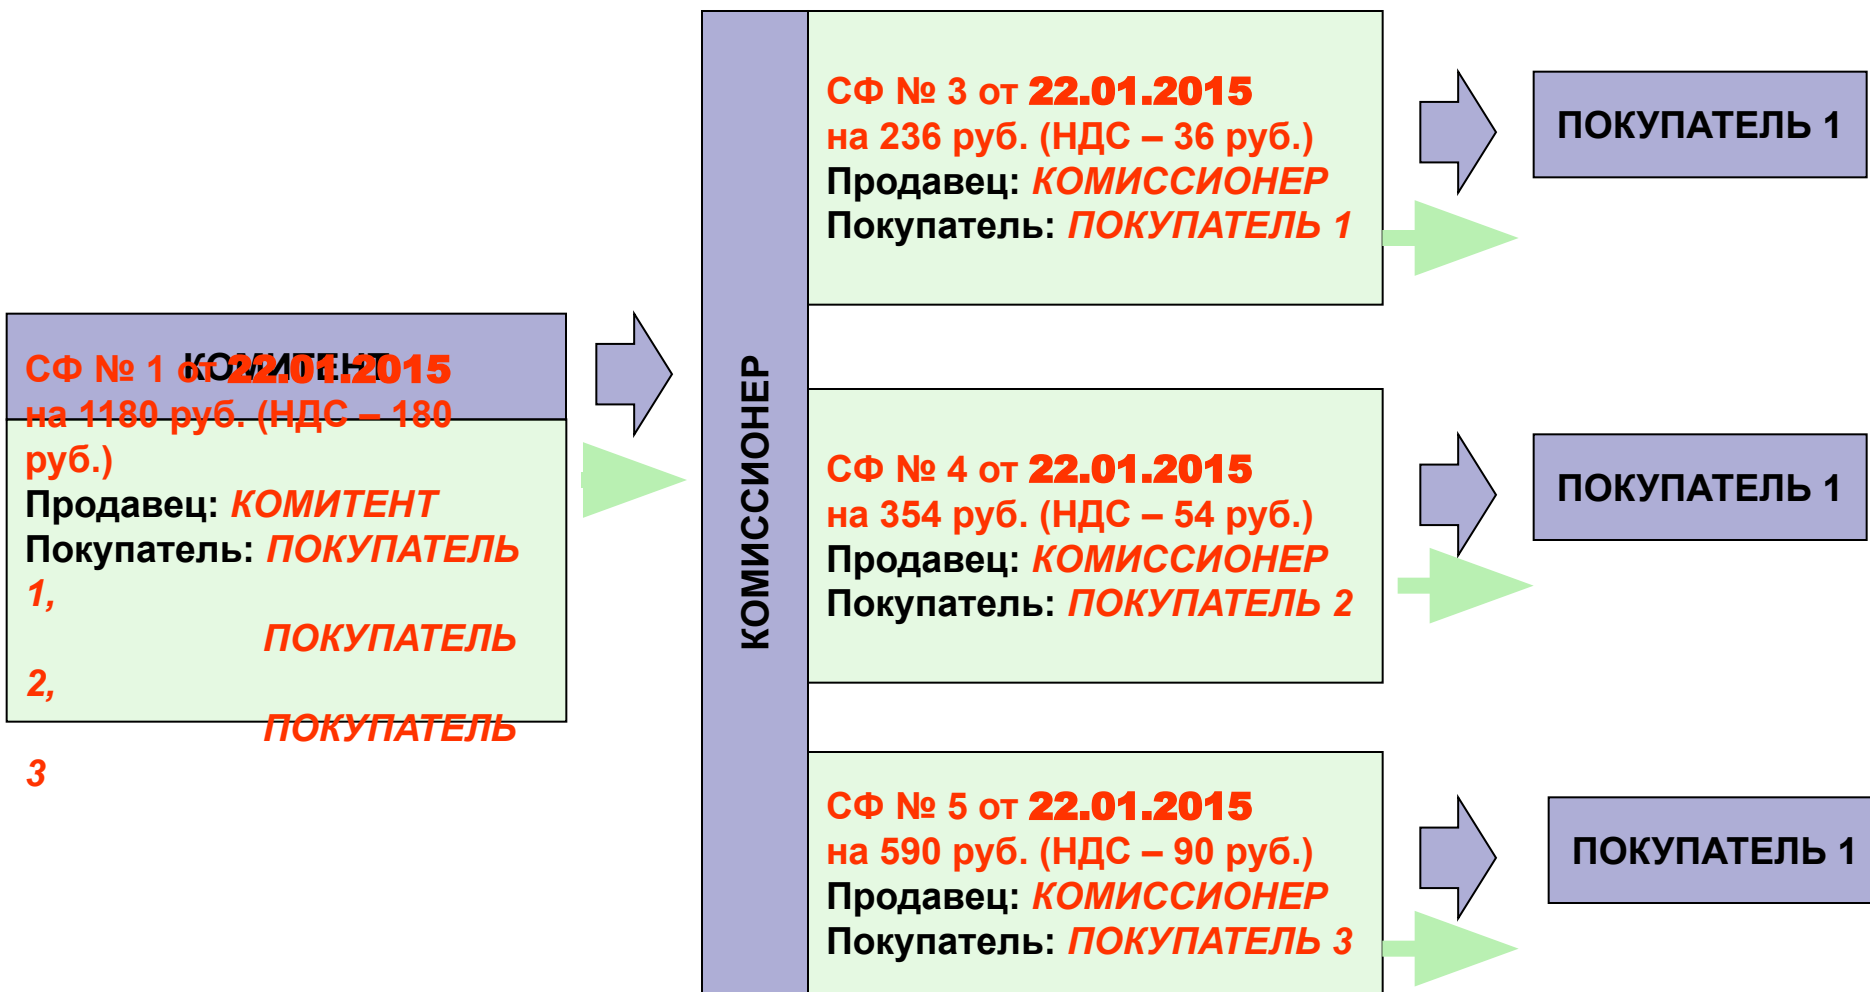 КОМИТЕНТ
СФ № 1 от 22.01.2015
на 1180 руб. (НДС – 180
руб.)
Продавец: КОМИТЕНТ
Покупатель: ПОКУПАТЕЛЬ
1,
ПОКУПАТЕЛЬ
2,
ПОКУПАТЕЛЬ
3
КОМИССИОНЕР
СФ № 3 от 22.01.2015
на 236 руб. (НДС – 36 руб.)
Продавец: КОМИССИОНЕР
Покупатель: ПОКУПАТЕЛЬ 1
ПОКУПАТЕЛЬ 1
СФ № 4 от 22.01.2015
на 354 руб. (НДС – 54 руб.)
Продавец: КОМИССИОНЕР
Покупатель: ПОКУПАТЕЛЬ 2
ПОКУПАТЕЛЬ 1
СФ № 5 от 22.01.2015
на 590 руб. (НДС – 90 руб.)
Продавец: КОМИССИОНЕР
Покупатель: ПОКУПАТЕЛЬ 3
ПОКУПАТЕЛЬ 1